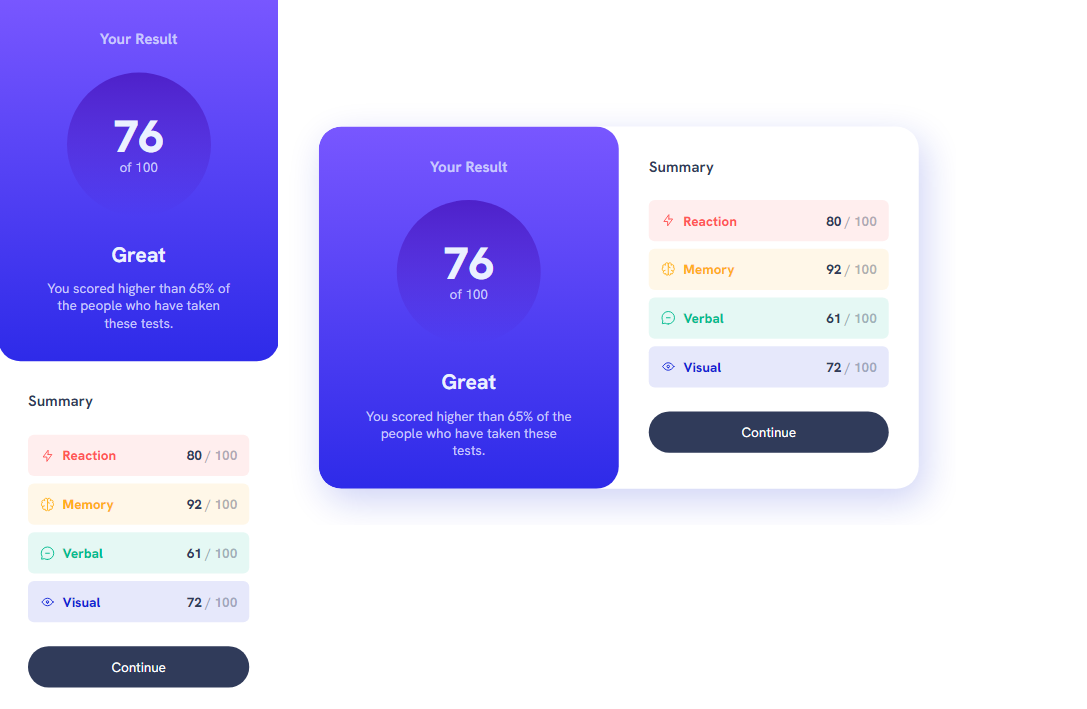 Your Result
76
of 100
Great
You scored higher than 65% of
the people who have taken
these tests.
Summary
Reaction 80 / 100
Memory 92 / 100
Verbal 61 / 100
Visual 72 / 100
Continue
Your Result
76
of 100
Great
You scored higher than 65% of the
people who have taken these
tests.
Summary
Reaction 80 / 100
Memory 92 / 100
Verbal 61 / 100
Visual 72 / 100
Continue